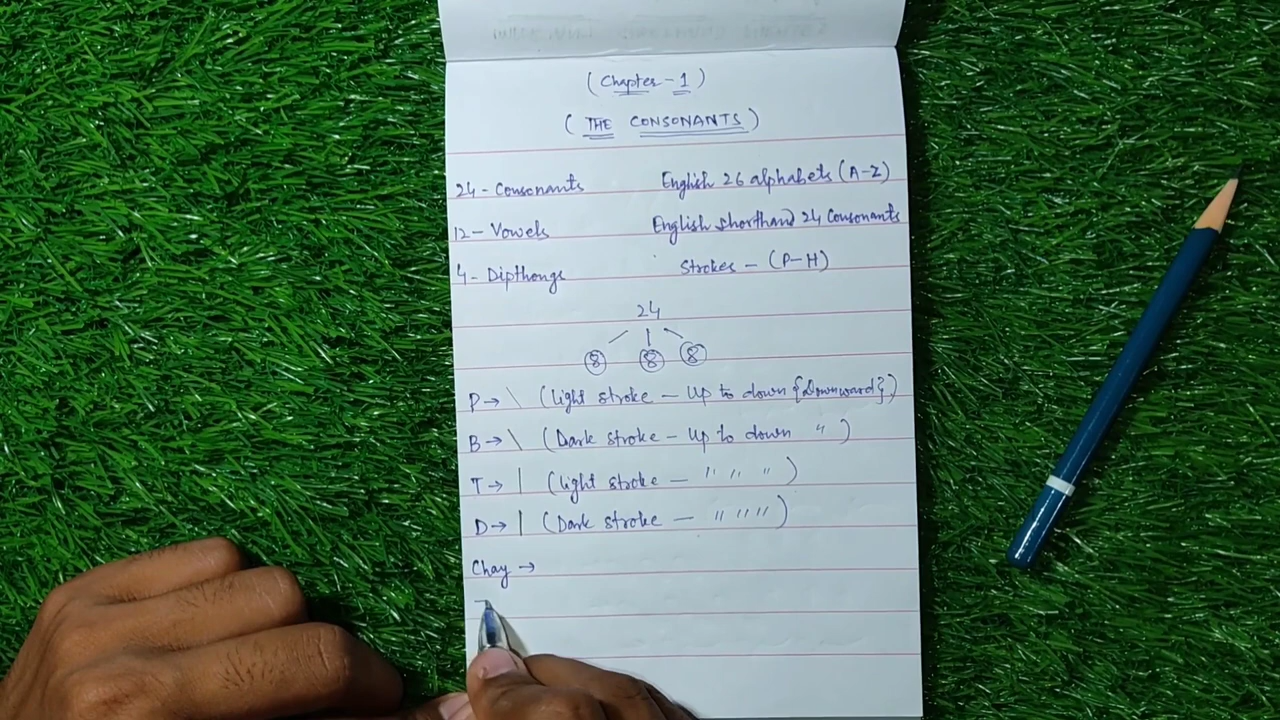 (Chapter - 1)
(THE CONSONANTS)
24 - Consonants English 26 alphabets (A-Z)
12 - Vowels English shorthand 24 Consonants
4 - Dipthongs Strokes - (P-H)
24
8 8 8
P → \ (Light stroke - Up to down {Downward})
B → \ (Dark stroke - Up to down " )
T → | (Light stroke - " " " )
D → | (Dark stroke - " " " )
Chay →